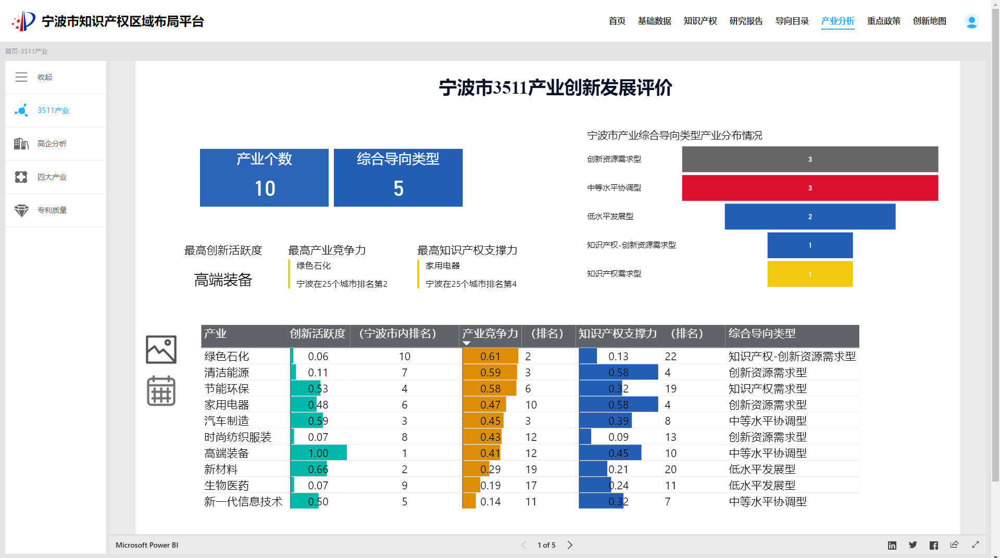 宁波市知识产权区域布局平台
首页 基础数据 知识产权 研究报告 导向目录 产业分析 重点政策 创新地图
首页-3511产业
收起
3511产业
高企分析
四大产业
专利质量
宁波市3511产业创新发展评价
产业个数
10
综合导向类型
5
最高创新活跃度
高端装备
最高产业竞争力
绿色石化
宁波在25个城市排名第2
最高知识产权支撑力
家用电器
宁波在25个城市排名第4
宁波市产业综合导向类型产业分布情况
创新资源需求型 3
中等水平协调型 3
低水平发展型 2
知识产权-创新资源需求型 1
知识产权需求型 1
产业 创新活跃度 （宁波市内排名） 产业竞争力 （排名） 知识产权支撑力 （排名） 综合导向类型
绿色石化 0.06 10 0.61 2 0.13 22 知识产权-创新资源需求型
清洁能源 0.11 7 0.59 3 0.58 4 创新资源需求型
节能环保 0.53 4 0.58 6 0.32 19 知识产权需求型
家用电器 0.48 6 0.47 10 0.58 4 创新资源需求型
汽车制造 0.59 3 0.45 3 0.39 8 中等水平协调型
时尚纺织服装 0.07 8 0.43 12 0.09 13 创新资源需求型
高端装备 1.00 1 0.41 12 0.45 10 中等水平协调型
新材料 0.66 2 0.29 19 0.21 20 低水平发展型
生物医药 0.07 9 0.19 17 0.24 11 低水平发展型
新一代信息技术 0.50 5 0.14 11 0.32 7 中等水平协调型
Microsoft Power BI
1 of 5